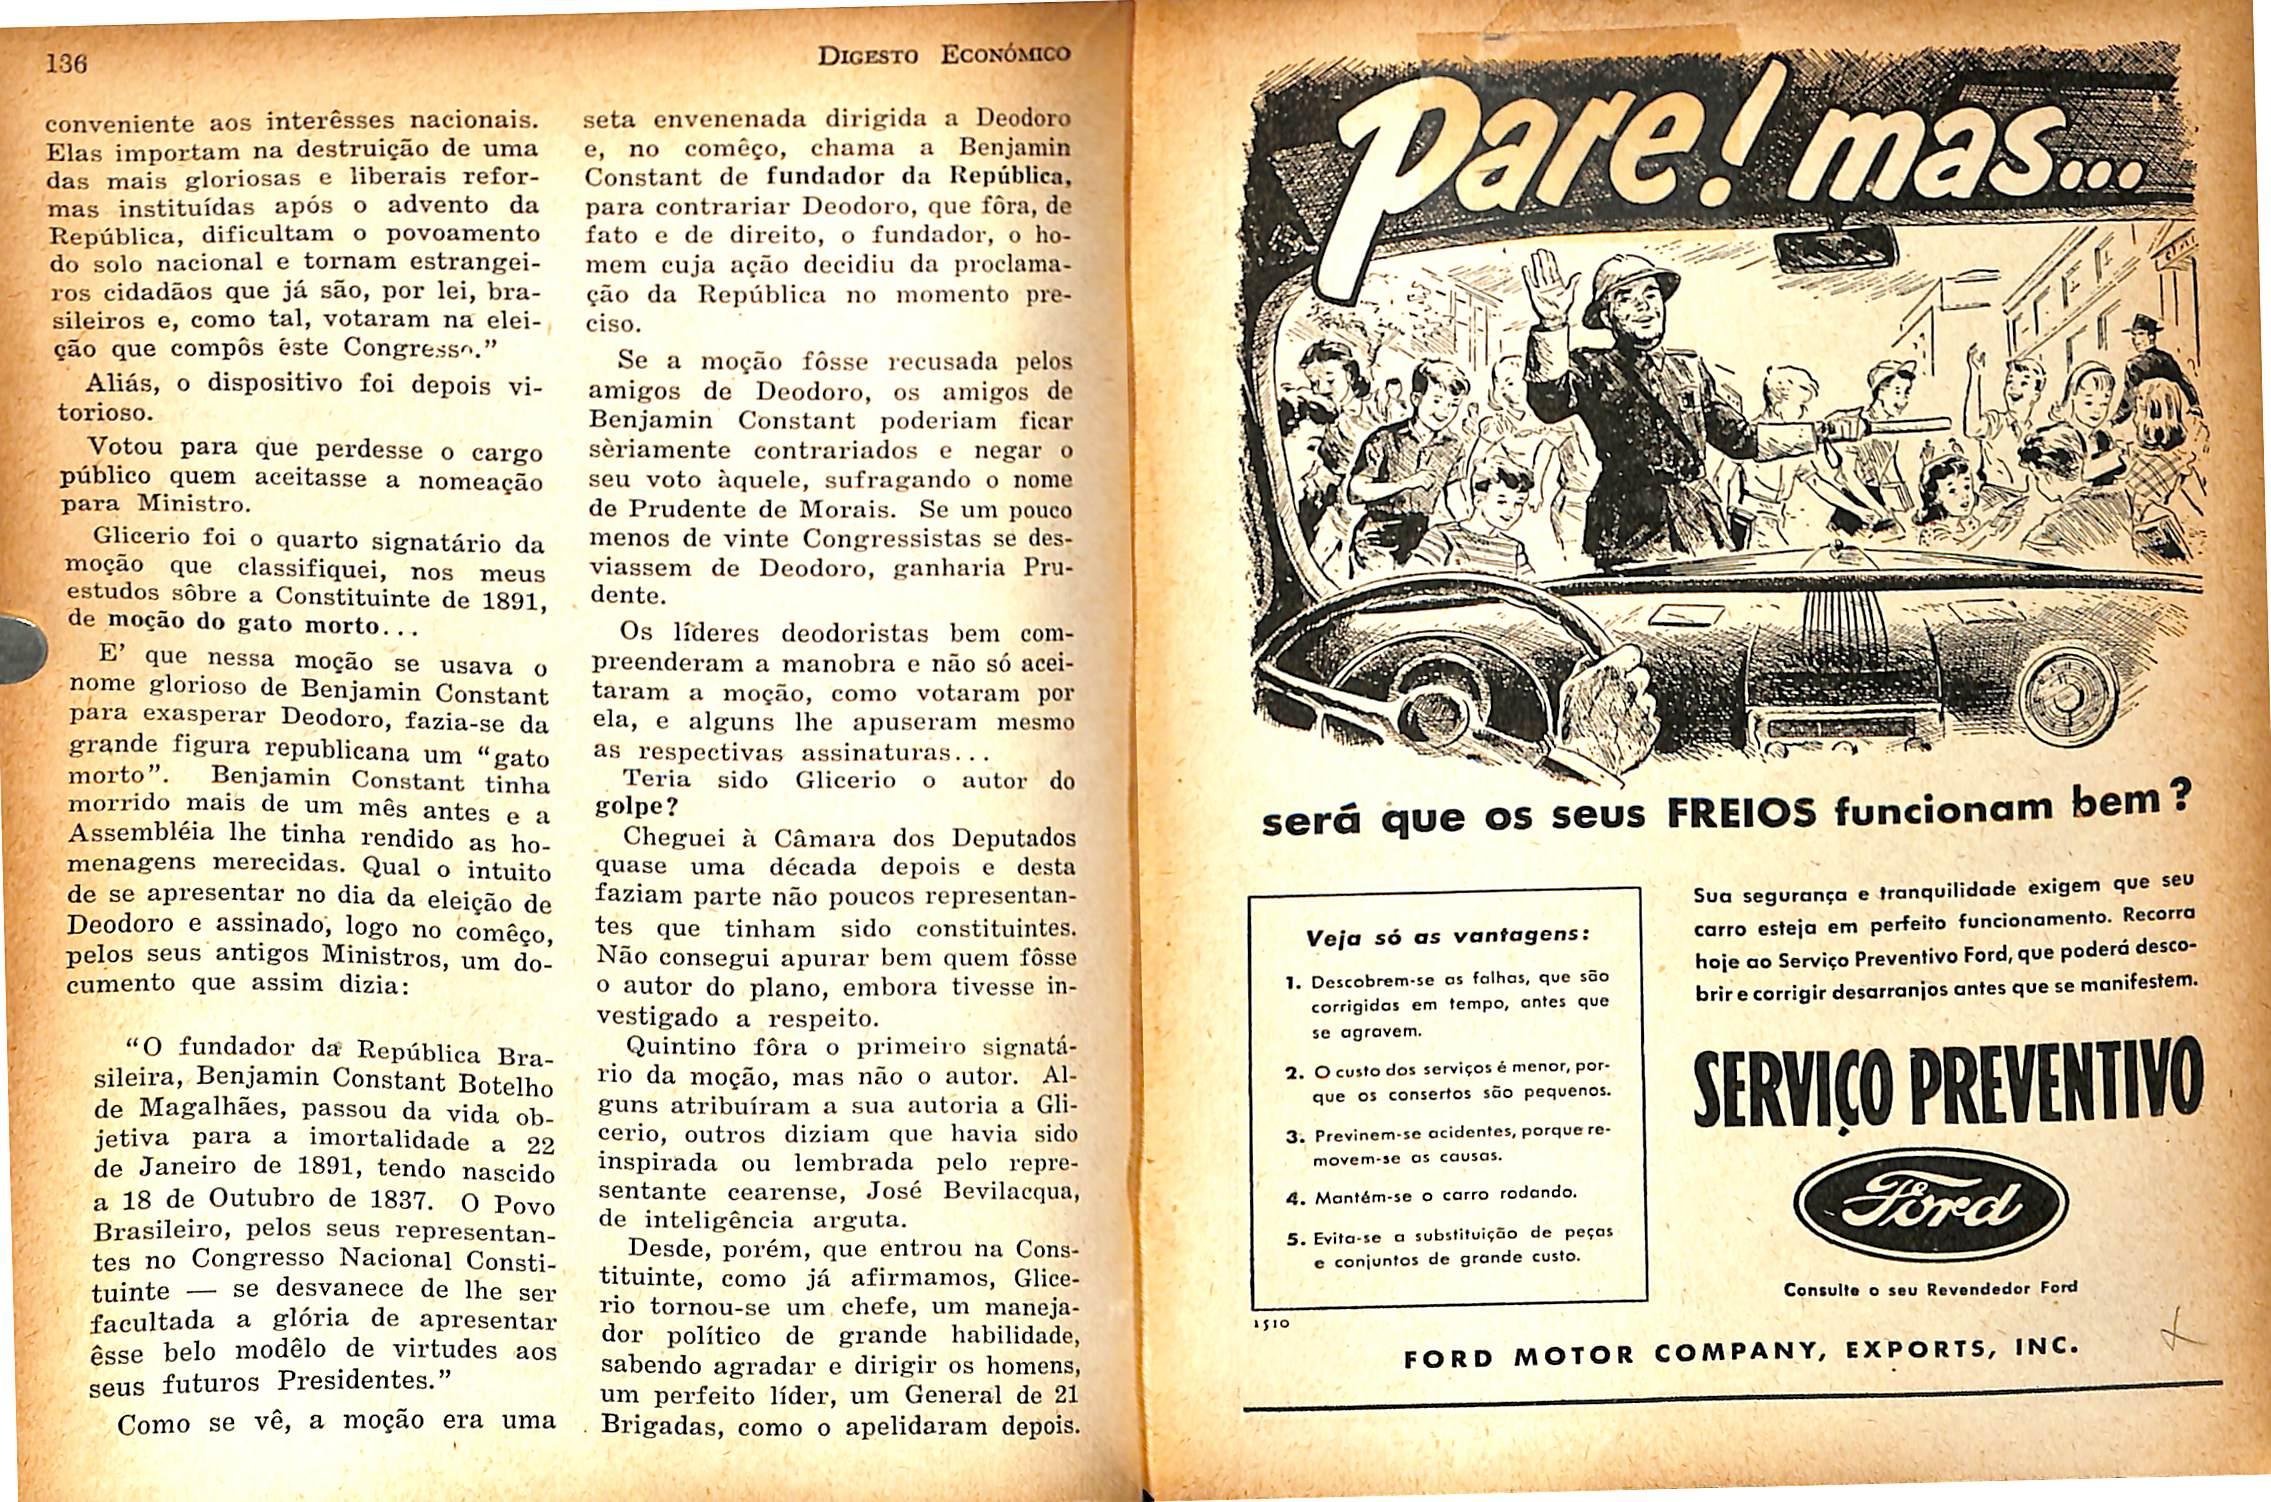 136
DIGESTO ECONÓMICO
conveniente aos interêsses nacionais.
Elas importam na destruição de uma
das mais gloriosas e liberais refor-
mas instituídas após o advento da
República, dificultam o povoamento
do solo nacional e tornam estrangei-
ros cidadãos que já são, por lei, bra-
sileiros e, como tal, votaram na elei-
ção que compôs êste Congresso."
Aliás, o dispositivo foi depois vi-
torioso.
Votou para que perdesse o cargo
público quem aceitasse a nomeação
para Ministro.
Glicerio foi o quarto signatário da
moção que classifiquei, nos meus
estudos sôbre a Constituinte de 1891,
de moção do gato morto...
E' que nessa moção se usava o
nome glorioso de Benjamin Constant
para exasperar Deodoro, fazia-se da
grande figura republicana um "gato
morto". Benjamin Constant tinha
morrido mais de um mês antes e a
Assembléia lhe tinha rendido as ho-
menagens merecidas. Qual o intuito
de se apresentar no dia da eleição de
Deodoro e assinado, logo no comêço,
pelos seus antigos Ministros, um do-
cumento que assim dizia:
"O fundador da República Bra-
sileira, Benjamin Constant Botelho
de Magalhães, passou da vida ob-
jetiva para a imortalidade a 22
de Janeiro de 1891, tendo nascido
a 18 de Outubro de 1837. O Povo
Brasileiro, pelos seus representan-
tes no Congresso Nacional Consti-
tuinte — se desvanece de lhe ser
facultada a glória de apresentar
êsse belo modêlo de virtudes aos
seus futuros Presidentes."
Como se vê, a moção era uma
seta envenenada dirigida a Deodoro
e, no comêço, chama a Benjamin
Constant de fundador da República,
para contrariar Deodoro, que fôra, de
fato e de direito, o fundador, o ho-
mem cuja ação decidiu da proclama-
ção da República no momento pre-
ciso.
Se a moção fôsse recusada pelos
amigos de Deodoro, os amigos de
Benjamin Constant poderiam ficar
sèriamente contrariados e negar o
seu voto àquele, sufragando o nome
de Prudente de Morais. Se um pouco
menos de vinte Congressistas se des-
viassem de Deodoro, ganharia Pru-
dente.
Os líderes deodoristas bem com-
preenderam a manobra e não só acei-
taram a moção, como votaram por
ela, e alguns lhe apuseram mesmo
as respectivas assinaturas...
Teria sido Glicerio o autor do
golpe?
Cheguei à Câmara dos Deputados
quase uma década depois e desta
faziam parte não poucos representan-
tes que tinham sido constituintes.
Não consegui apurar bem quem fôsse
o autor do plano, embora tivesse in-
vestigado a respeito.
Quintino fôra o primeiro signatá-
rio da moção, mas não o autor. Al-
guns atribuíram a sua autoria a Gli-
cerio, outros diziam que havia sido
inspirada ou lembrada pelo repre-
sentante cearense, José Bevilacqua,
de inteligência arguta.
Desde, porém, que entrou na Cons-
tituinte, como já afirmamos, Glice-
rio tornou-se um chefe, um maneja-
dor político de grande habilidade,
sabendo agradar e dirigir os homens,
um perfeito líder, um General de 21
Brigadas, como o apelidaram depois.
Pare! mas...
será que os seus FREIOS funcionam bem?
Veja só as vantagens:
1. Descobrem-se as falhas, que são
corrigidas em tempo, antes que
se agravem.
2. O custo dos serviços é menor, por-
que os consertos são pequenos.
3. Previnem-se acidentes, porque re-
movem-se as causas.
4. Mantém-se o carro rodando.
5. Evita-se a substituição de peças
e conjuntos de grande custo.
1510
Sua segurança e tranquilidade exigem que seu
carro esteja em perfeito funcionamento. Recorra
hoje ao Serviço Preventivo Ford, que poderá desco-
brir e corrigir desarranjos antes que se manifestem.
SERVIÇO PREVENTIVO
Ford
Consulte o seu Revendedor Ford
FORD MOTOR COMPANY, EXPORTS, INC.